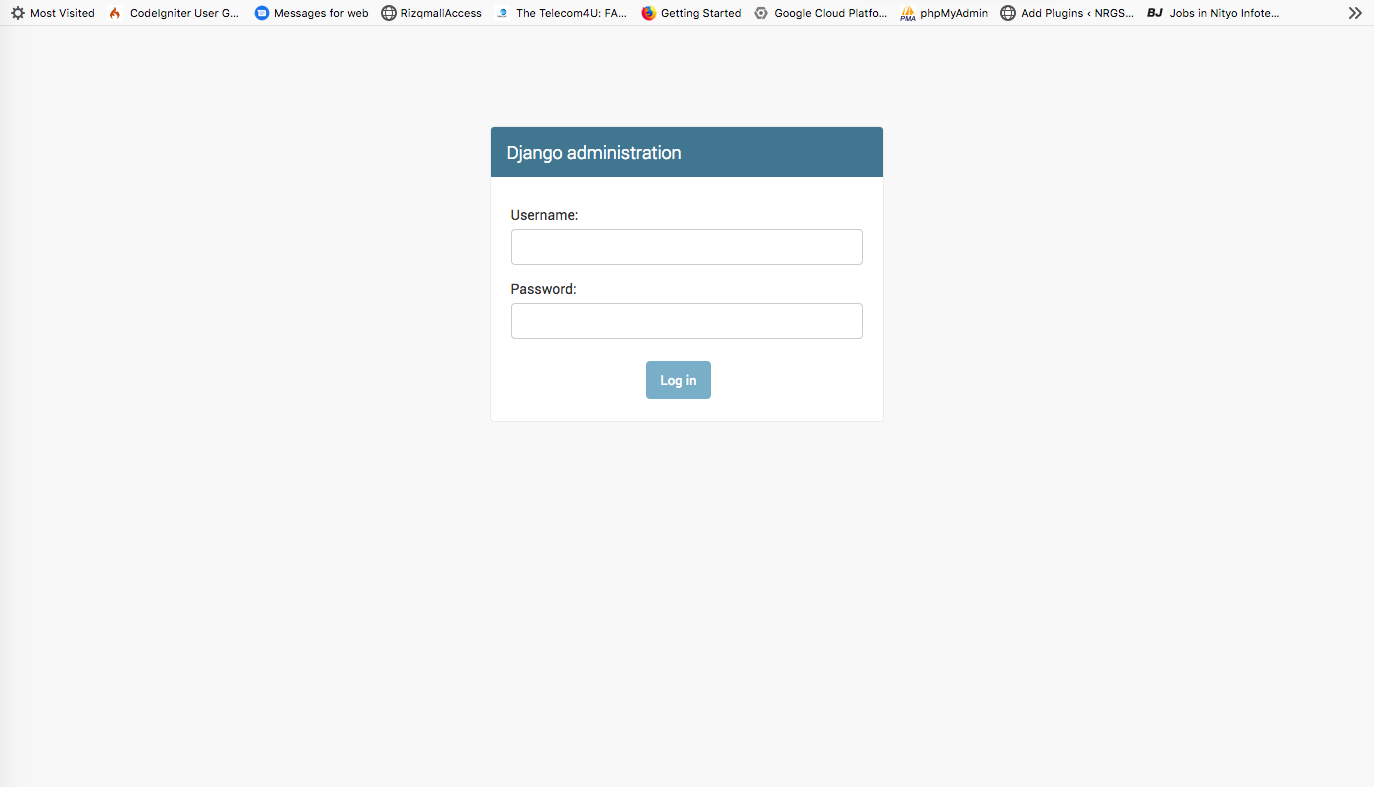 Most Visited CodeIgniter User G... Messages for web RizqmallAccess The Telecom4U: FA... Getting Started Google Cloud Platfo... PMA phpMyAdmin Add Plugins ‹ NRGS... BJ Jobs in Nityo Infote...
Django administration
Username:
Password:
Log in